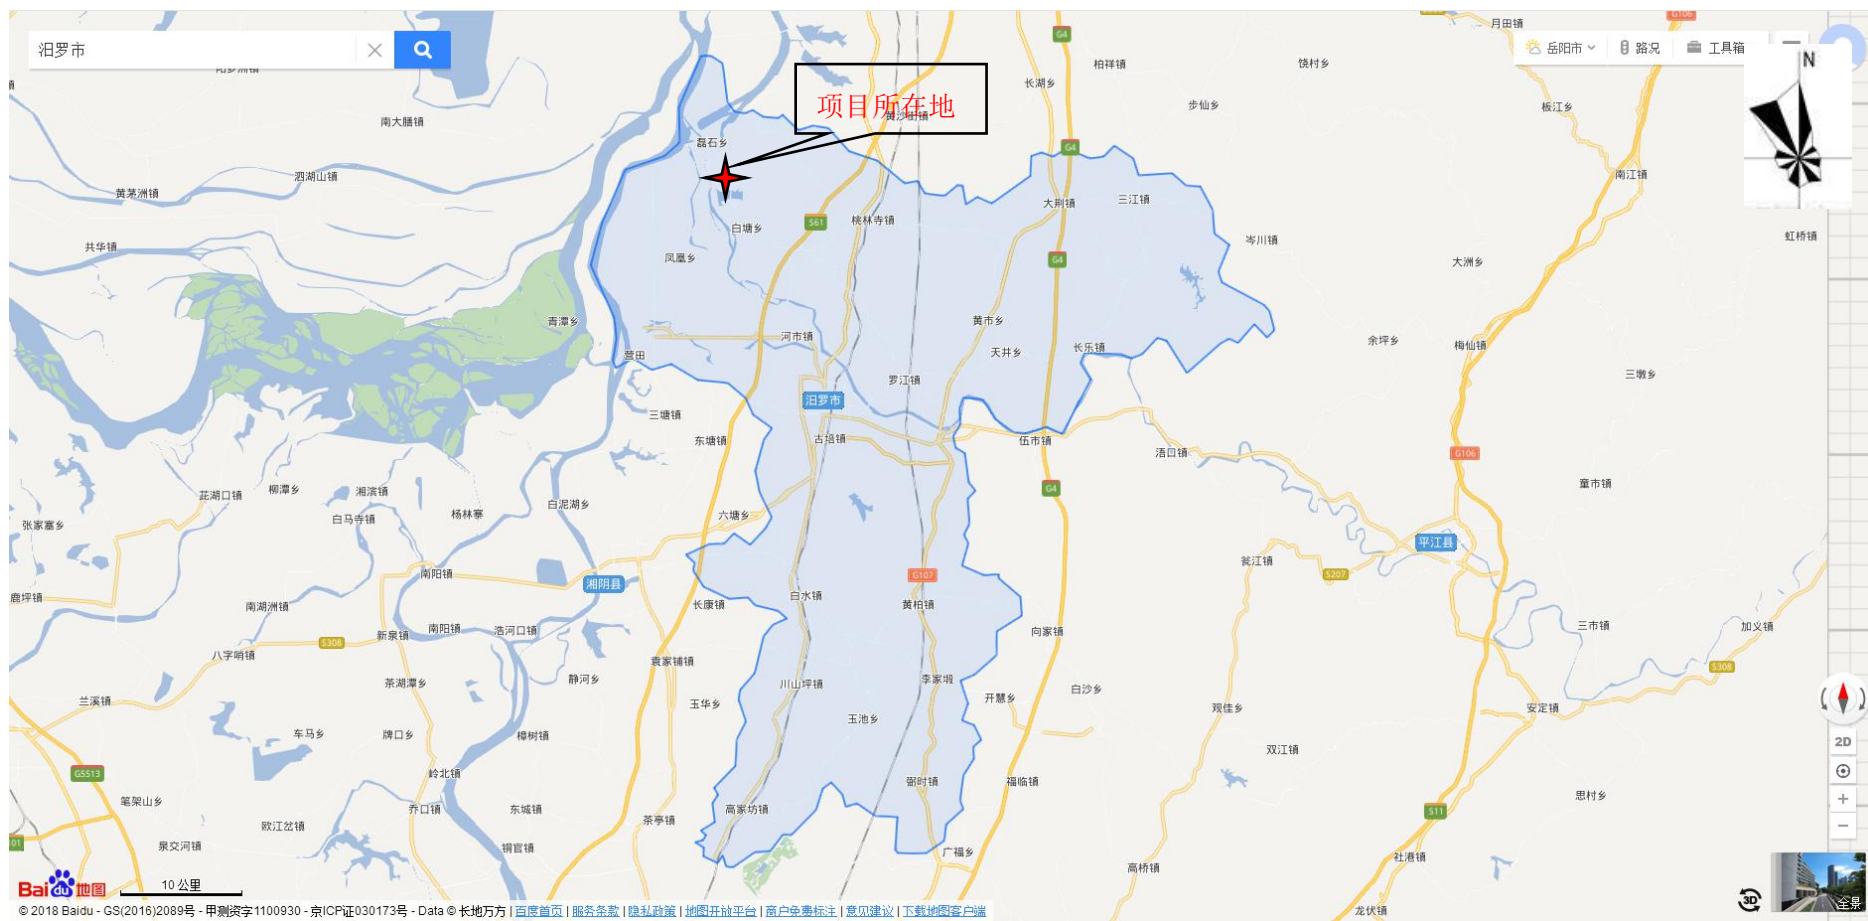 汨罗市
岳阳市
路况
工具箱
N
项目所在地
G4
G106
月田镇
柏祥镇
饶村乡
长湖乡
步仙乡
板江乡
南大膳镇
磊石乡
G4
泗湖山镇
黄茅洲镇
南江镇
大荆镇
三江镇
S61
桃林寺镇
白塘乡
共华镇
岑川镇
虹桥镇
凤凰乡
G4
大洲乡
青潭乡
黄市乡
河市镇
余坪乡
梅仙镇
营田
天井乡
长乐镇
三墩乡
罗江镇
汨罗市
三塘镇
东塘镇
古培镇
伍市镇
浯口镇
G106
柳潭乡
湘滨镇
茈湖口镇
G4
童市镇
白泥湖乡
杨林寨
六塘乡
白马寺镇
张家塞乡
平江县
瓮江镇
南阳镇
湘阴县
G107
S207
鹿坪镇
白水镇
南湖洲镇
长康镇
黄柏镇
南阳镇
浩河口镇
向家镇
三市镇
加义镇
新泉镇
S308
八字哨镇
袁家铺镇
S308
茶湖潭乡
静河乡
川山坪镇
李家塅
白沙乡
兰溪镇
玉华乡
开慧乡
观佳乡
安定镇
玉池乡
车马乡
牌口乡
樟树镇
双江镇
2D
G5513
岭北镇
弼时镇
福临镇
笔架山乡
乔口镇
东城镇
高家坊镇
思村乡
S11
茶亭镇
欧江岔镇
泉交河镇
铜官镇
广福乡
社港镇
高桥镇
Bai du 地图
10 公里
3D
全景
龙伏镇
© 2018 Baidu - GS(2016)2089号 - 甲测资字1100930 - 京ICP证030173号 - Data © 长地万方 | 百度首页 | 服务条款 | 隐私政策 | 地图开放平台 | 商户免费标注 | 意见建议 | 下载地图客户端